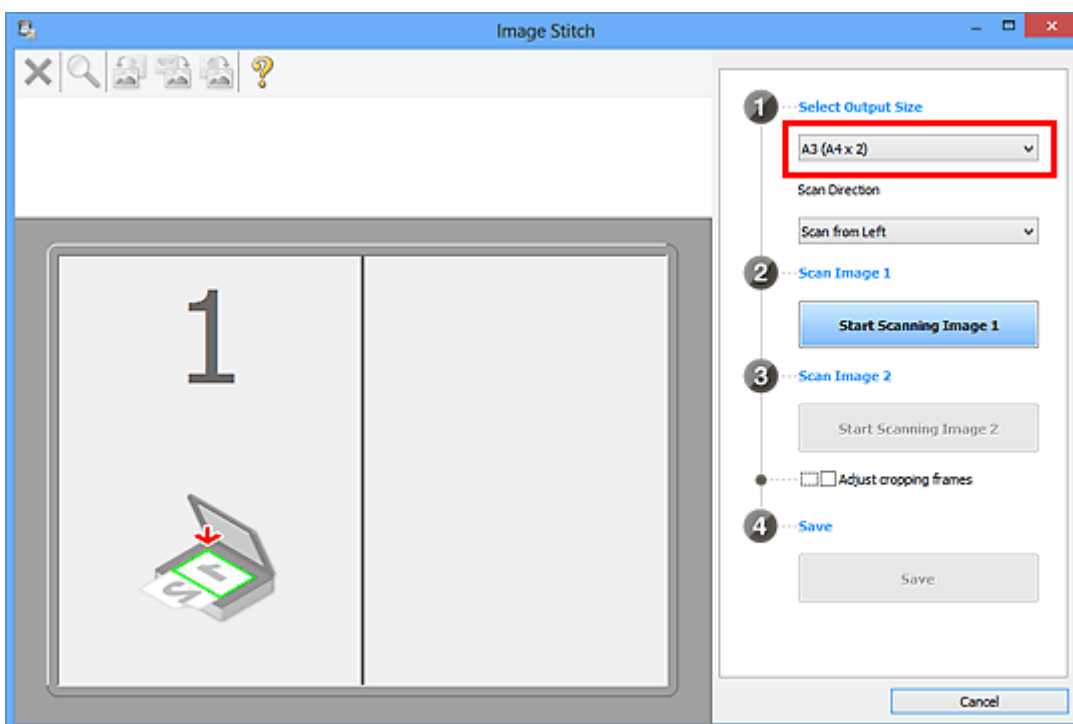 Image Stitch
1 Select Output Size
A3 (A4 x 2)
Scan Direction
Scan from Left
2 Scan Image 1
Start Scanning Image 1
3 Scan Image 2
Start Scanning Image 2
Adjust cropping frames
4 Save
Save
1
1
2
Cancel